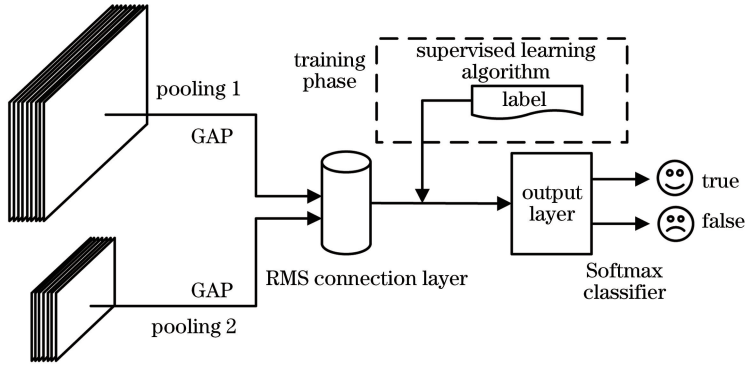 supervised learning
algorithm
training
phase
label
pooling 1
GAP
output
layer
true
false
RMS connection layer
Softmax
classifier
GAP
pooling 2